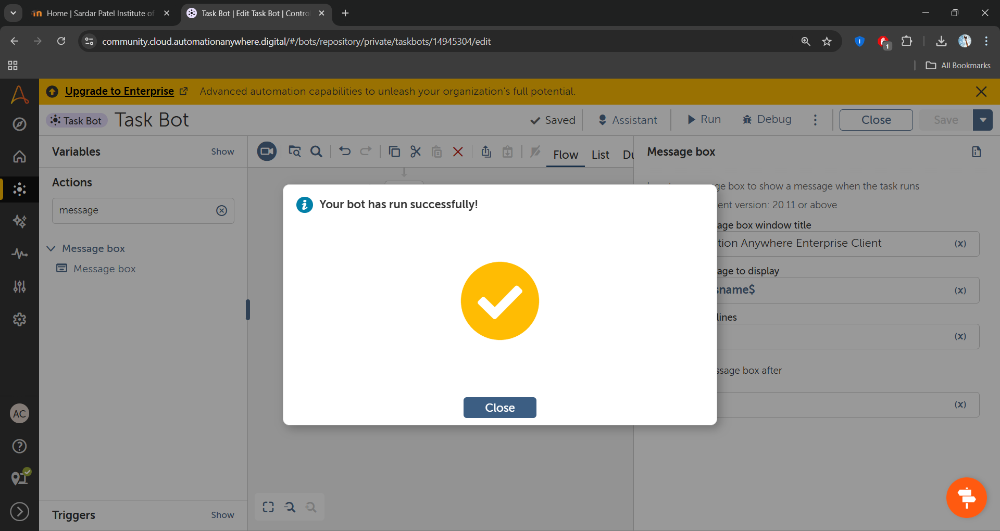 Home | Sardar Patel Institute of
Task Bot | Edit Task Bot | Contro
community.cloud.automationanywhere.digital/#/bots/repository/private/taskbots/14945304/edit
1
All Bookmarks
Upgrade to Enterprise
Advanced automation capabilities to unleash your organization's full potential.
Task Bot
Task Bot
Saved
Assistant
Run
Debug
Close
Save
Variables
Show
Flow
List
Du
Message box
Actions
message
Message box
Message box
ge box to show a message when the task runs
ent version: 20.11 or above
age box window title
tion Anywhere Enterprise Client
(x)
age to display
sname$
(x)
lines
(x)
ssage box after
(x)
Your bot has run successfully!
Close
AC
Triggers
Show